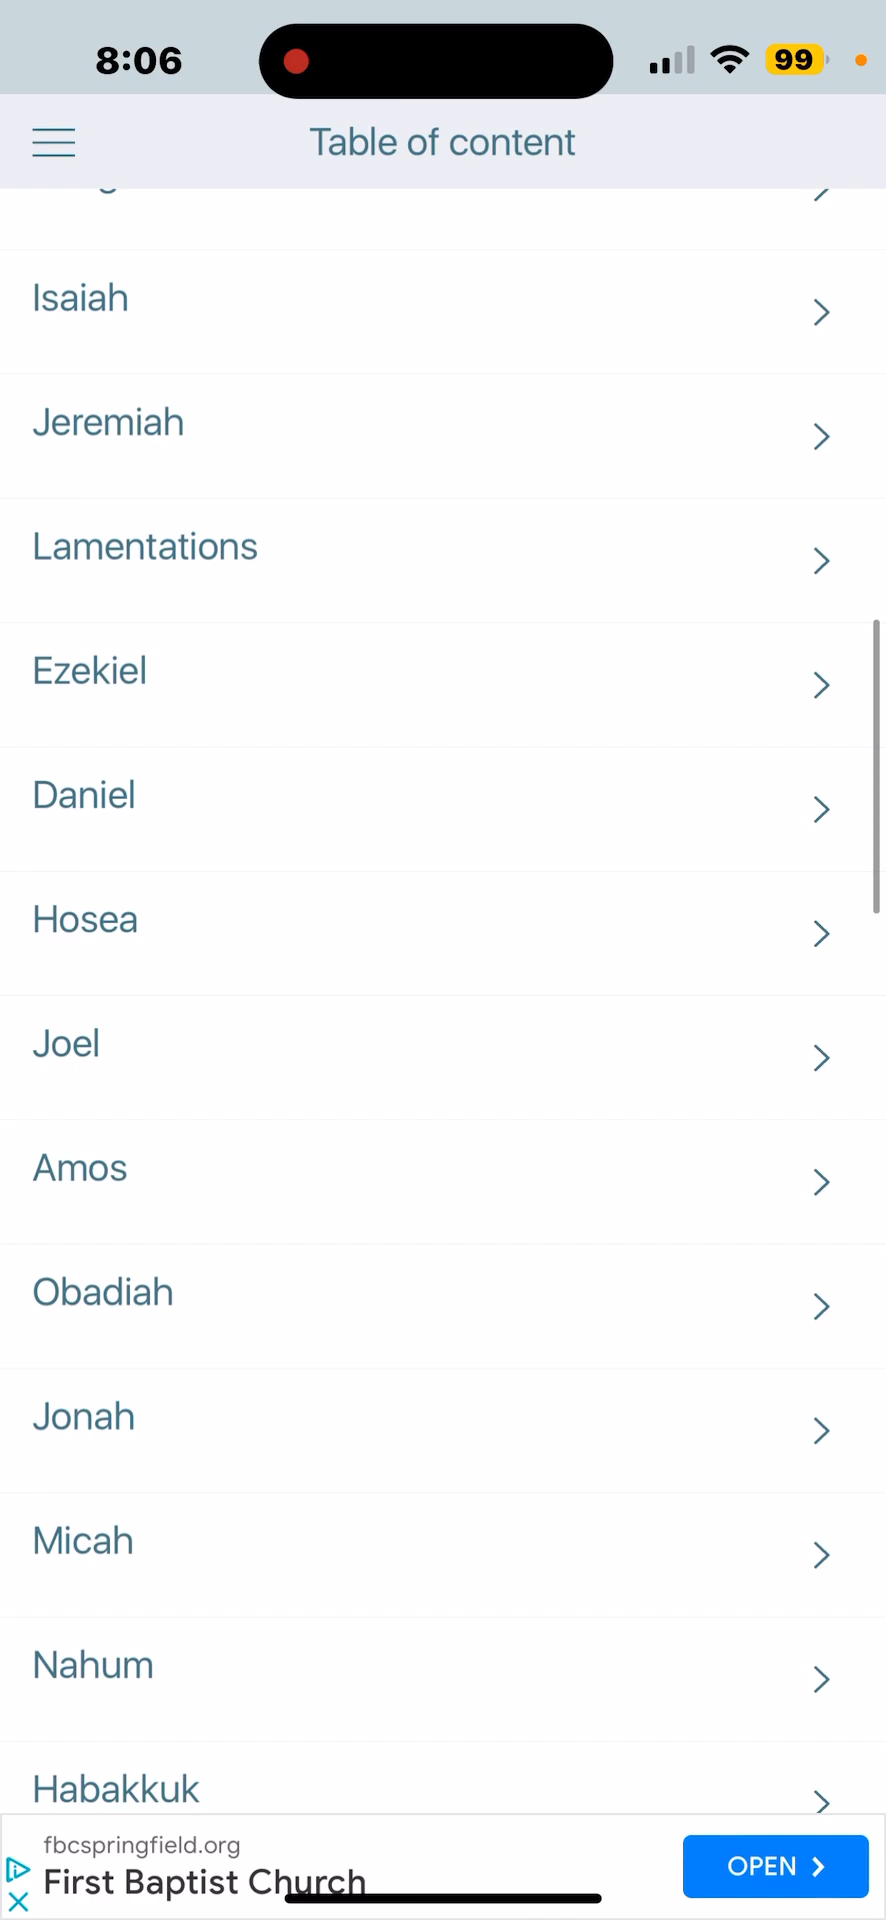 8:06
99
Table of content
Isaiah
Jeremiah
Lamentations
Ezekiel
Daniel
Hosea
Joel
Amos
Obadiah
Jonah
Micah
Nahum
Habakkuk
fbcspringfield.org
First Baptist Church
OPEN